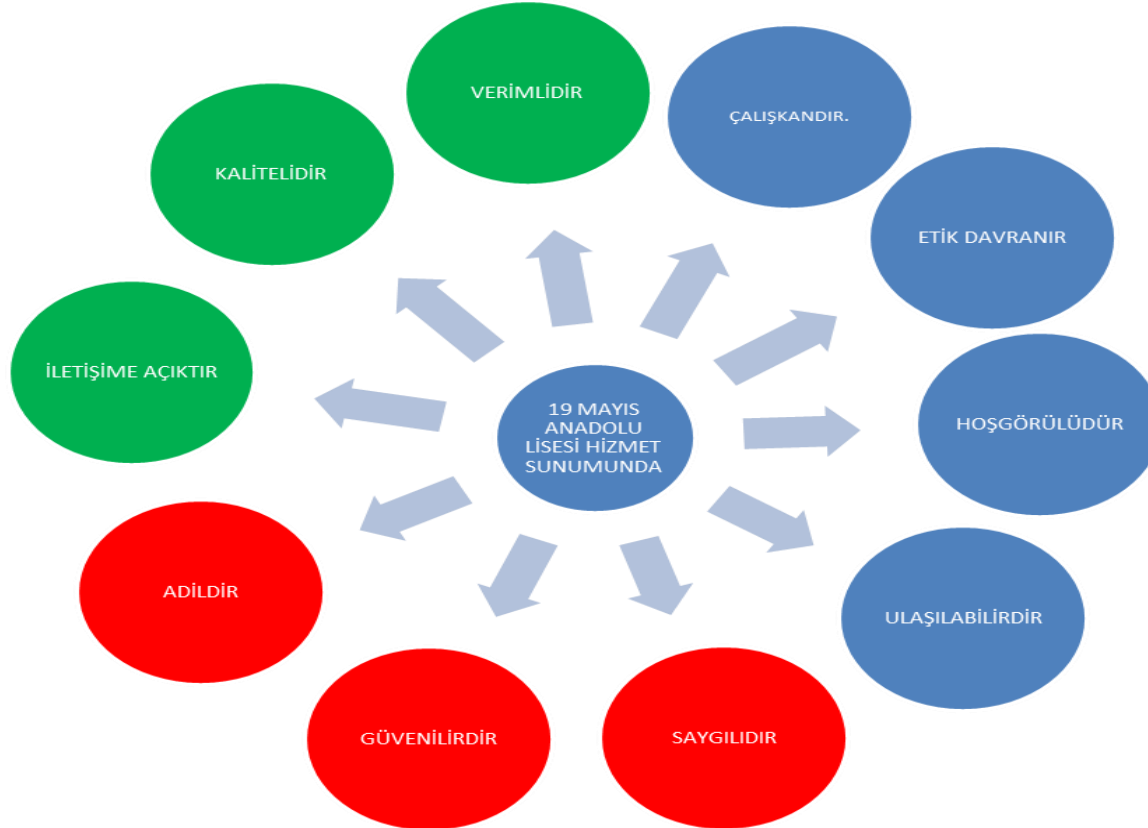 VERİMLİDİR
ÇALIŞKANDIR.
KALİTELİDİR
ETİK DAVRANIR
İLETİŞİME AÇIKTIR
19 MAYIS
ANADOLU
LİSESİ HİZMET
SUNUMUNDA
HOŞGÖRÜLÜDÜR
ADİLDİR
ULAŞILABİLİRDİR
GÜVENİLİRDİR
SAYGILIDIR